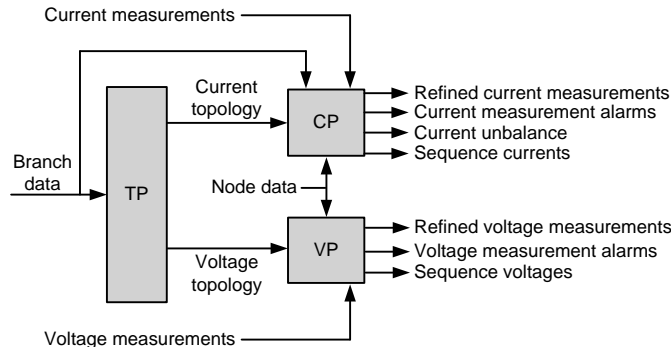 Current measurements
Current
topology
CP
Refined current measurements
Current measurement alarms
Current unbalance
Sequence currents
Branch
data
TP
Node data
Voltage
topology
VP
Refined voltage measurements
Voltage measurement alarms
Sequence voltages
Voltage measurements